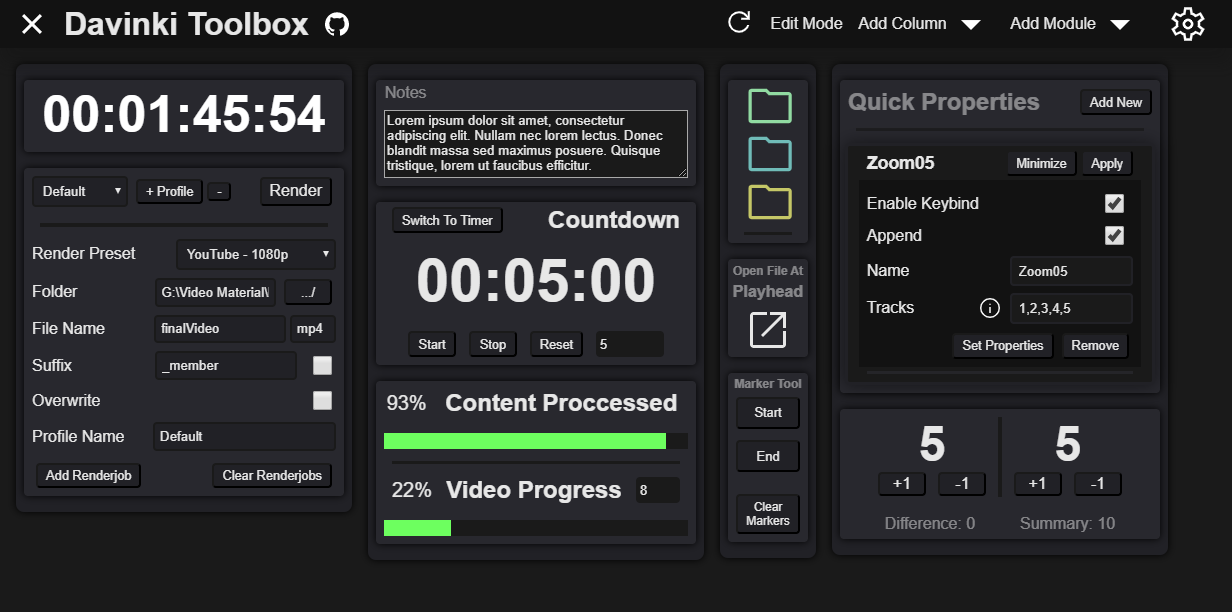 Davinki Toolbox
Edit Mode
Add Column
Add Module
00:01:45:54
Default
+ Profile
-
Render
Render Preset
YouTube - 1080p
Folder
G:\Video Material\
.../
File Name
finalVideo
mp4
Suffix
_member
Overwrite
Profile Name
Default
Add Renderjob
Clear Renderjobs
Notes
Lorem ipsum dolor sit amet, consectetur
adipiscing elit. Nullam nec lorem lectus. Donec
blandit massa sed maximus posuere. Quisque
tristique, lorem ut faucibus efficitur.
Switch To Timer
Countdown
00:05:00
Start
Stop
Reset
5
93%
Content Proccessed
22%
Video Progress
8
Open File At
Playhead
Marker Tool
Start
End
Clear
Markers
Quick Properties
Add New
Zoom05
Minimize
Apply
Enable Keybind
Append
Name
Zoom05
Tracks
1,2,3,4,5
Set Properties
Remove
5
5
+1
-1
+1
-1
Difference: 0
Summary: 10